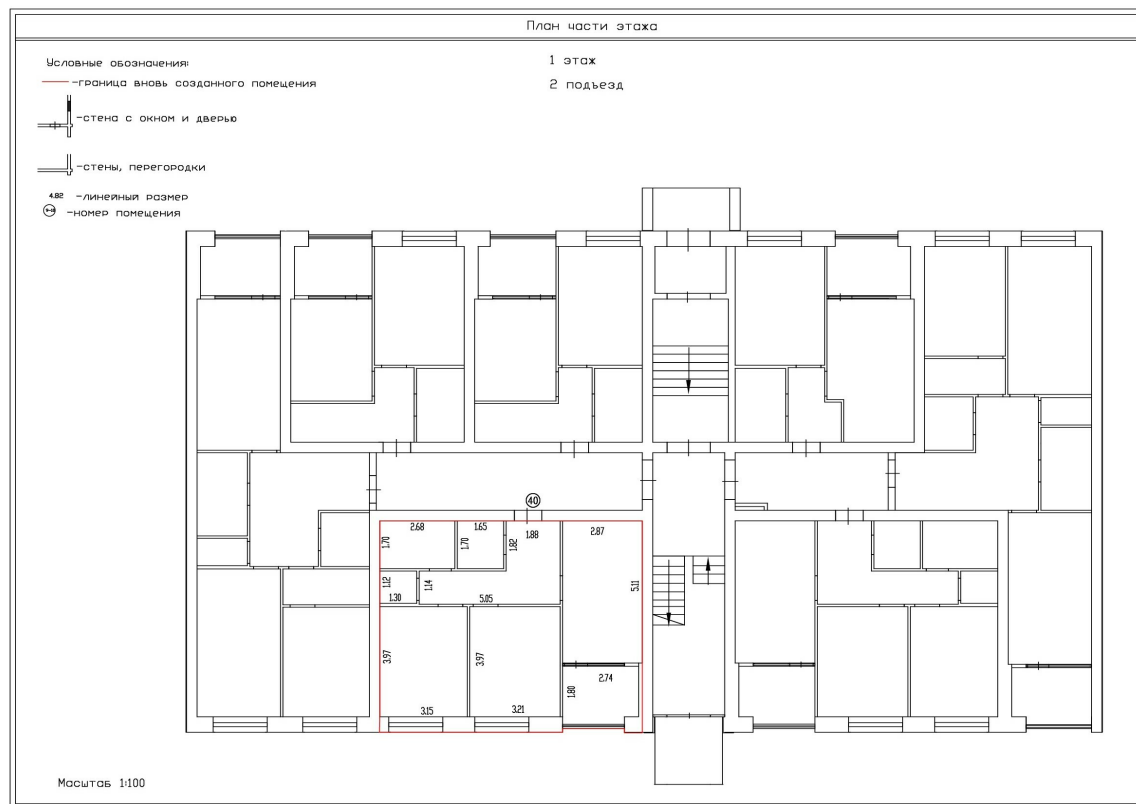 План части этажа
Условные обозначения:
-граница вновь созданного помещения
-стена с окном и дверью
-стены, перегородки
4.82 -линейный размер
-номер помещения
1 этаж
2 подъезд
40
2.68
1.65
1.88
2.87
1.70
1.70
1.82
1.12
1.14
1.30
5.05
5.11
3.97
3.97
1.80
2.74
3.15
3.21
Масштаб 1:100